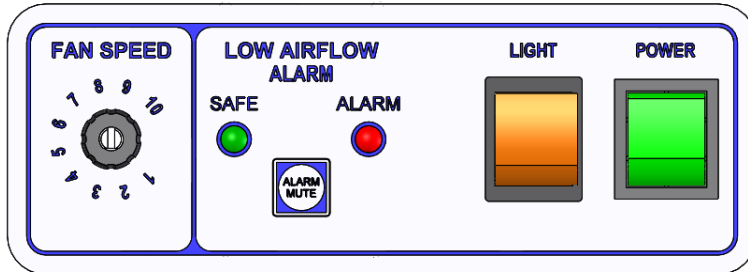 FAN SPEED
1
2
3
4
5
6
7
8
9
10
LOW AIRFLOW
ALARM
SAFE
ALARM
ALARM
MUTE
LIGHT
POWER